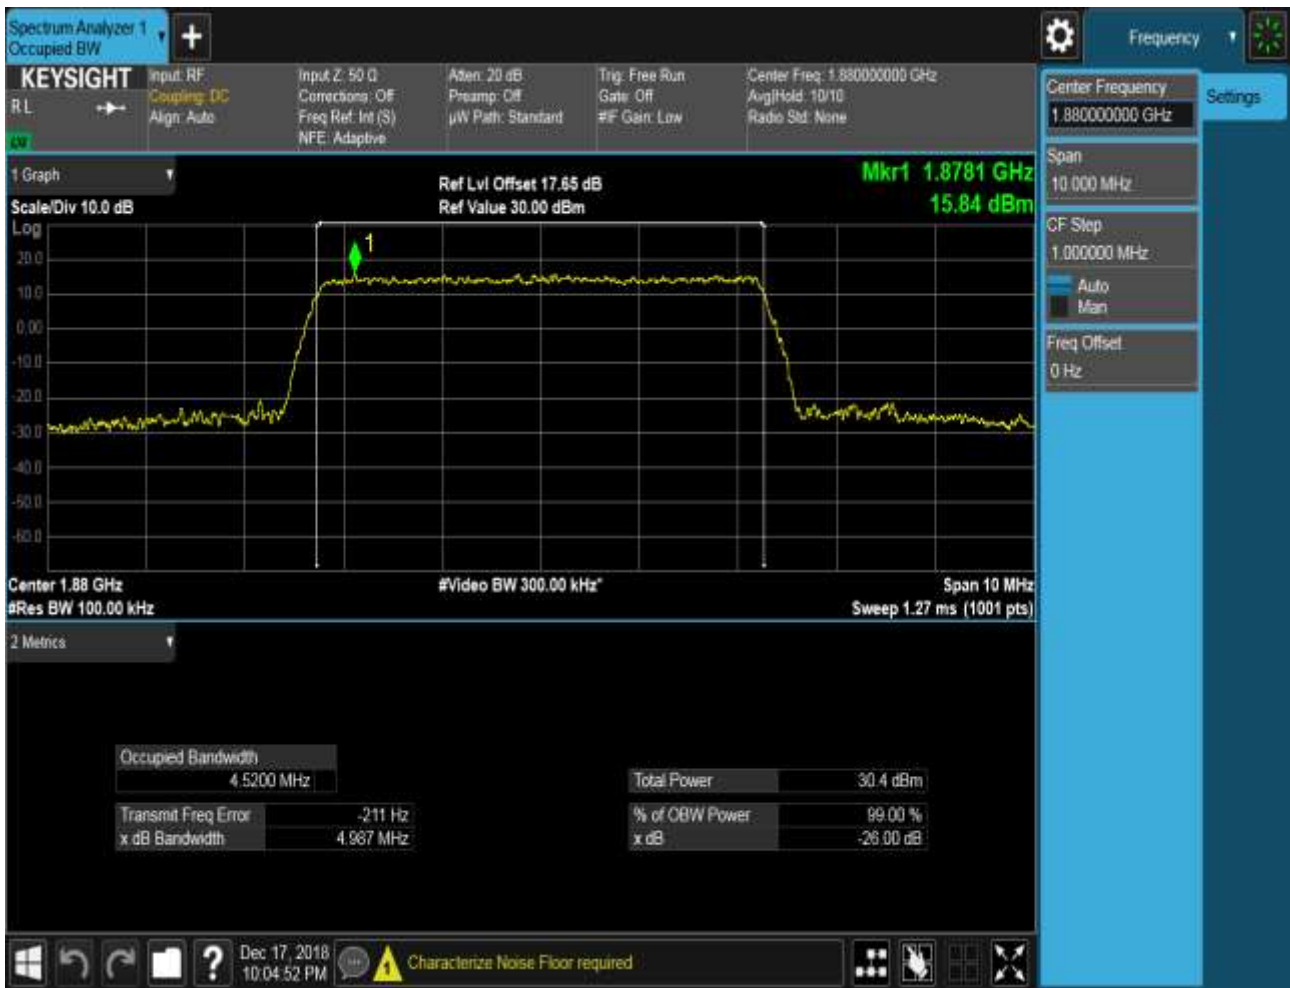 Spectrum Analyzer 1
Occupied BW
Frequency
KEYSIGHT
R L
Input: RF
Coupling: DC
Align: Auto
Input Z: 50 Ω
Corrections: Off
Freq Ref: Int (S)
NFE: Adaptive
Atten: 20 dB
Preamp: Off
µW Path: Standard
Trig: Free Run
Gate: Off
#IF Gain: Low
Center Freq: 1.880000000 GHz
Avg|Hold: 10/10
Radio Std: None
Center Frequency
1.880000000 GHz
Settings
Span
10.000 MHz
CF Step
1.000000 MHz
Auto
Man
Freq Offset
0 Hz
1 Graph
Scale/Div 10.0 dB
Ref Lvl Offset 17.65 dB
Ref Value 30.00 dBm
Mkr1 1.8781 GHz
15.84 dBm
Log
1
20.0
10.0
0.00
-10.0
-20.0
-30.0
-40.0
-50.0
-60.0
Center 1.88 GHz
#Video BW 300.00 kHz*
Span 10 MHz
#Res BW 100.00 kHz
Sweep 1.27 ms (1001 pts)
2 Metrics
Occupied Bandwidth
4.5200 MHz
Total Power 30.4 dBm
Transmit Freq Error -211 Hz
% of OBW Power 99.00 %
x dB Bandwidth 4.987 MHz
x dB -26.00 dB
?
Dec 17, 2018
10:04:52 PM
1
Characterize Noise Floor required